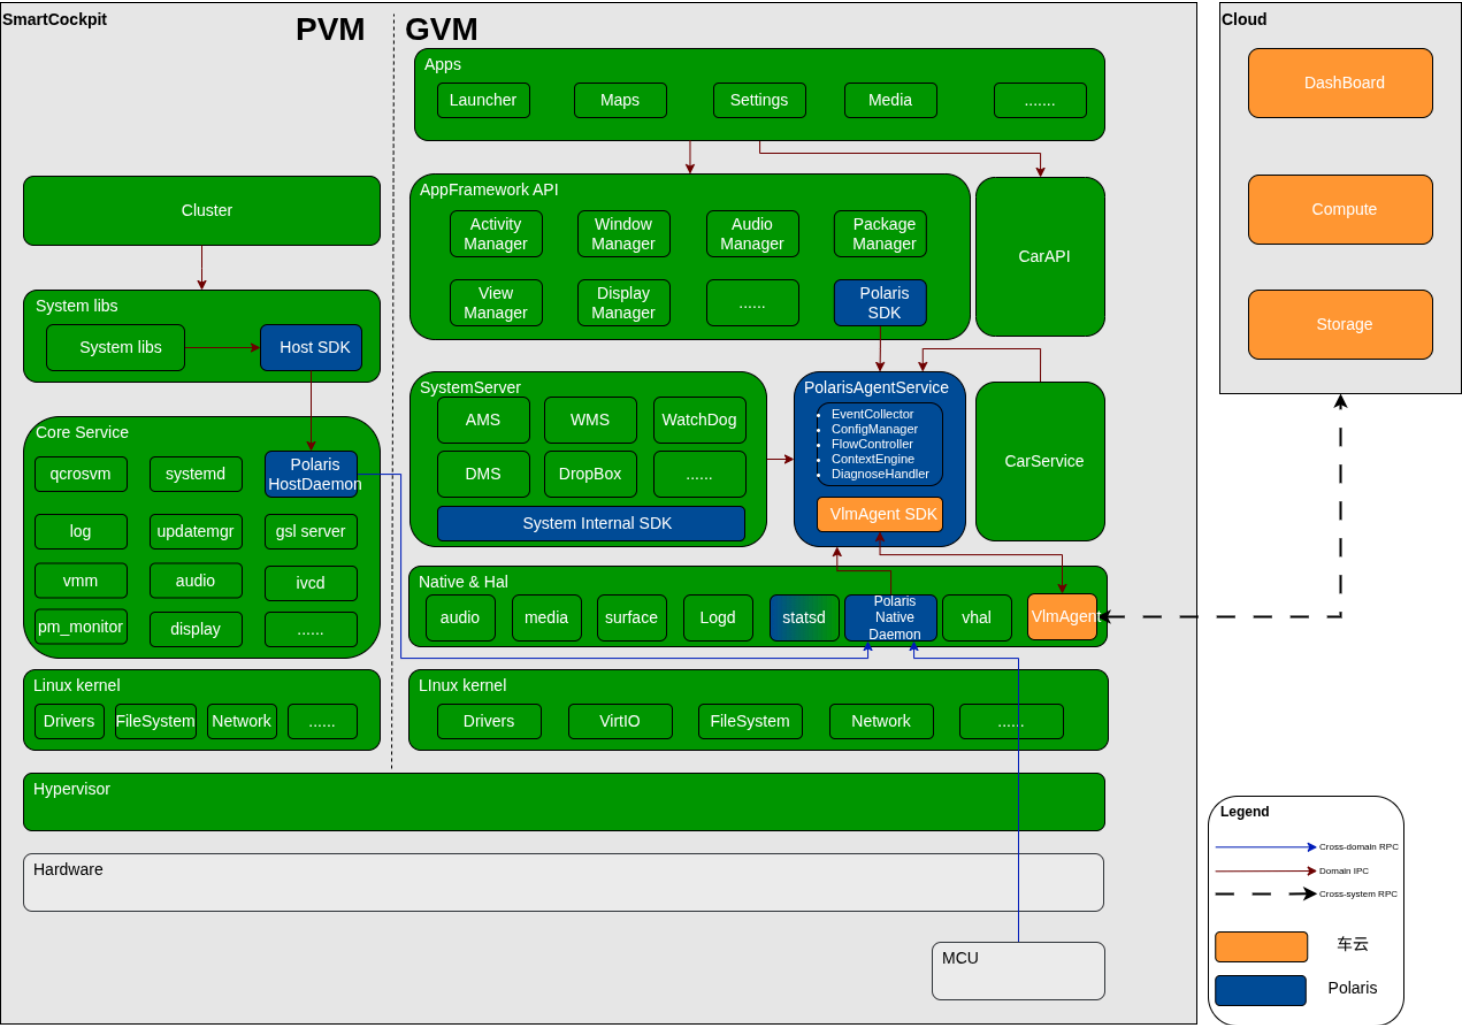 SmartCockpit
PVM
GVM
Cloud
Apps
Launcher
Maps
Settings
Media
.......
DashBoard
Compute
Storage
Cluster
System libs
System libs
Host SDK
AppFramework API
Activity
Manager
Window
Manager
Audio
Manager
Package
Manager
View
Manager
Display
Manager
......
Polaris
SDK
CarAPI
Core Service
qcrosvm
systemd
Polaris
HostDaemon
log
updatemgr
gsl server
vmm
audio
ivcd
pm_monitor
display
......
SystemServer
AMS
WMS
WatchDog
DMS
DropBox
......
System Internal SDK
PolarisAgentService
• EventCollector
• ConfigManager
• FlowController
• ContextEngine
• DiagnoseHandler
VlmAgent SDK
CarService
Native & Hal
audio
media
surface
Logd
statsd
Polaris
Native
Daemon
vhal
VlmAgent
Linux kernel
Drivers
FileSystem
Network
......
LInux kernel
Drivers
VirtIO
FileSystem
Network
......
Hypervisor
Hardware
MCU
Legend
Cross-domain RPC
Domain IPC
Cross-system RPC
车云
Polaris